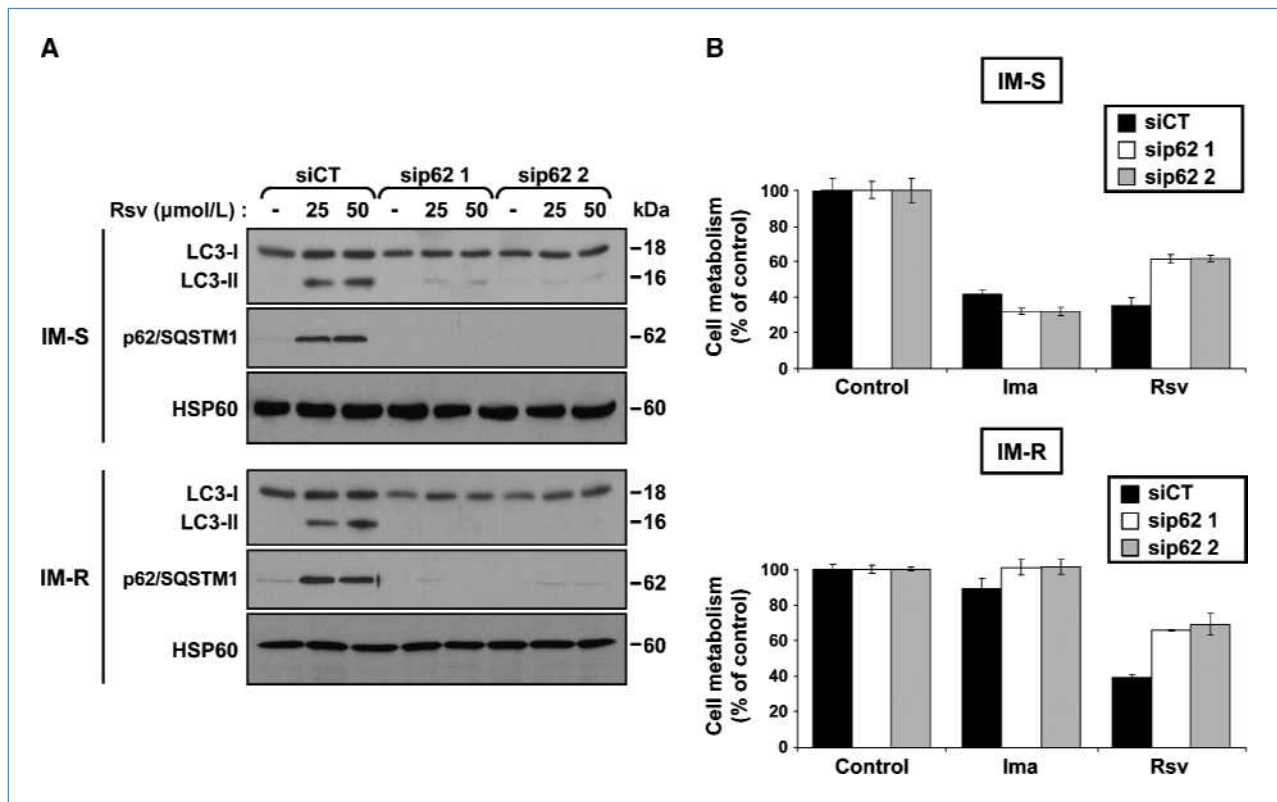 A
siCT sip62 1 sip62 2
Rsv (μmol/L) : - 25 50 - 25 50 - 25 50 kDa
IM-S
LC3-I -18
LC3-II -16
p62/SQSTM1 -62
HSP60 -60
IM-R
LC3-I -18
LC3-II -16
p62/SQSTM1 -62
HSP60 -60
B
IM-S
siCT
sip62 1
sip62 2
Cell metabolism
(% of control)
100
80
60
40
20
0
Control Ima Rsv
IM-R
siCT
sip62 1
sip62 2
Cell metabolism
(% of control)
100
80
60
40
20
0
Control Ima Rsv